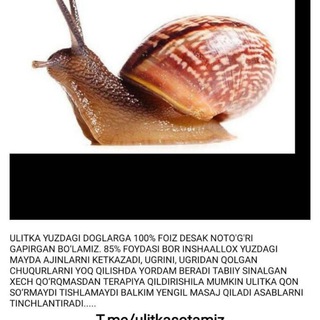 ULITKA YUZDAGI DOGLARGA 100% FOIZ DESAK NOTO'G'RI
GAPIRGAN BO'LAMIZ. 85% FOYDASI BOR INSHAALLOX YUZDAGI
MAYDA AJINLARNI KETKAZADI, UGRINI, UGRIDAN QOLGAN
CHUQURLARNI YOQ QILISHDA YORDAM BERADI TABIIY SINALGAN
XECH QO'RQMASDAN TERAPIYA QILDIRISHILA MUMKIN ULITKA QON
SO'RMAYDI TISHLAMAYDI BALKIM YENGIL MASAJ QILADI ASABLARNI
TINCHLANTIRADI.....
T.me/ulitkasotamiz